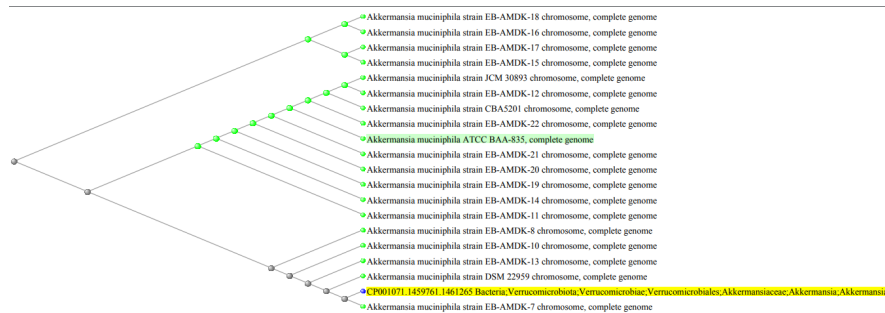 Akkermansia muciniphila strain EB-AMDK-18 chromosome, complete genome
Akkermansia muciniphila strain EB-AMDK-16 chromosome, complete genome
Akkermansia muciniphila strain EB-AMDK-17 chromosome, complete genome
Akkermansia muciniphila strain EB-AMDK-15 chromosome, complete genome
Akkermansia muciniphila strain JCM 30893 chromosome, complete genome
Akkermansia muciniphila strain EB-AMDK-12 chromosome, complete genome
Akkermansia muciniphila strain CBA5201 chromosome, complete genome
Akkermansia muciniphila strain EB-AMDK-22 chromosome, complete genome
Akkermansia muciniphila ATCC BAA-835, complete genome
Akkermansia muciniphila strain EB-AMDK-21 chromosome, complete genome
Akkermansia muciniphila strain EB-AMDK-20 chromosome, complete genome
Akkermansia muciniphila strain EB-AMDK-19 chromosome, complete genome
Akkermansia muciniphila strain EB-AMDK-14 chromosome, complete genome
Akkermansia muciniphila strain EB-AMDK-11 chromosome, complete genome
Akkermansia muciniphila strain EB-AMDK-8 chromosome, complete genome
Akkermansia muciniphila strain EB-AMDK-10 chromosome, complete genome
Akkermansia muciniphila strain EB-AMDK-13 chromosome, complete genome
Akkermansia muciniphila strain DSM 22959 chromosome, complete genome
CP001071.1459761.1461265 Bacteria;Verrucomicrobiota;Verrucomicrobiae;Verrucomicrobiales;Akkermansiaceae;Akkermansia;Akkermansia
Akkermansia muciniphila strain EB-AMDK-7 chromosome, complete genome